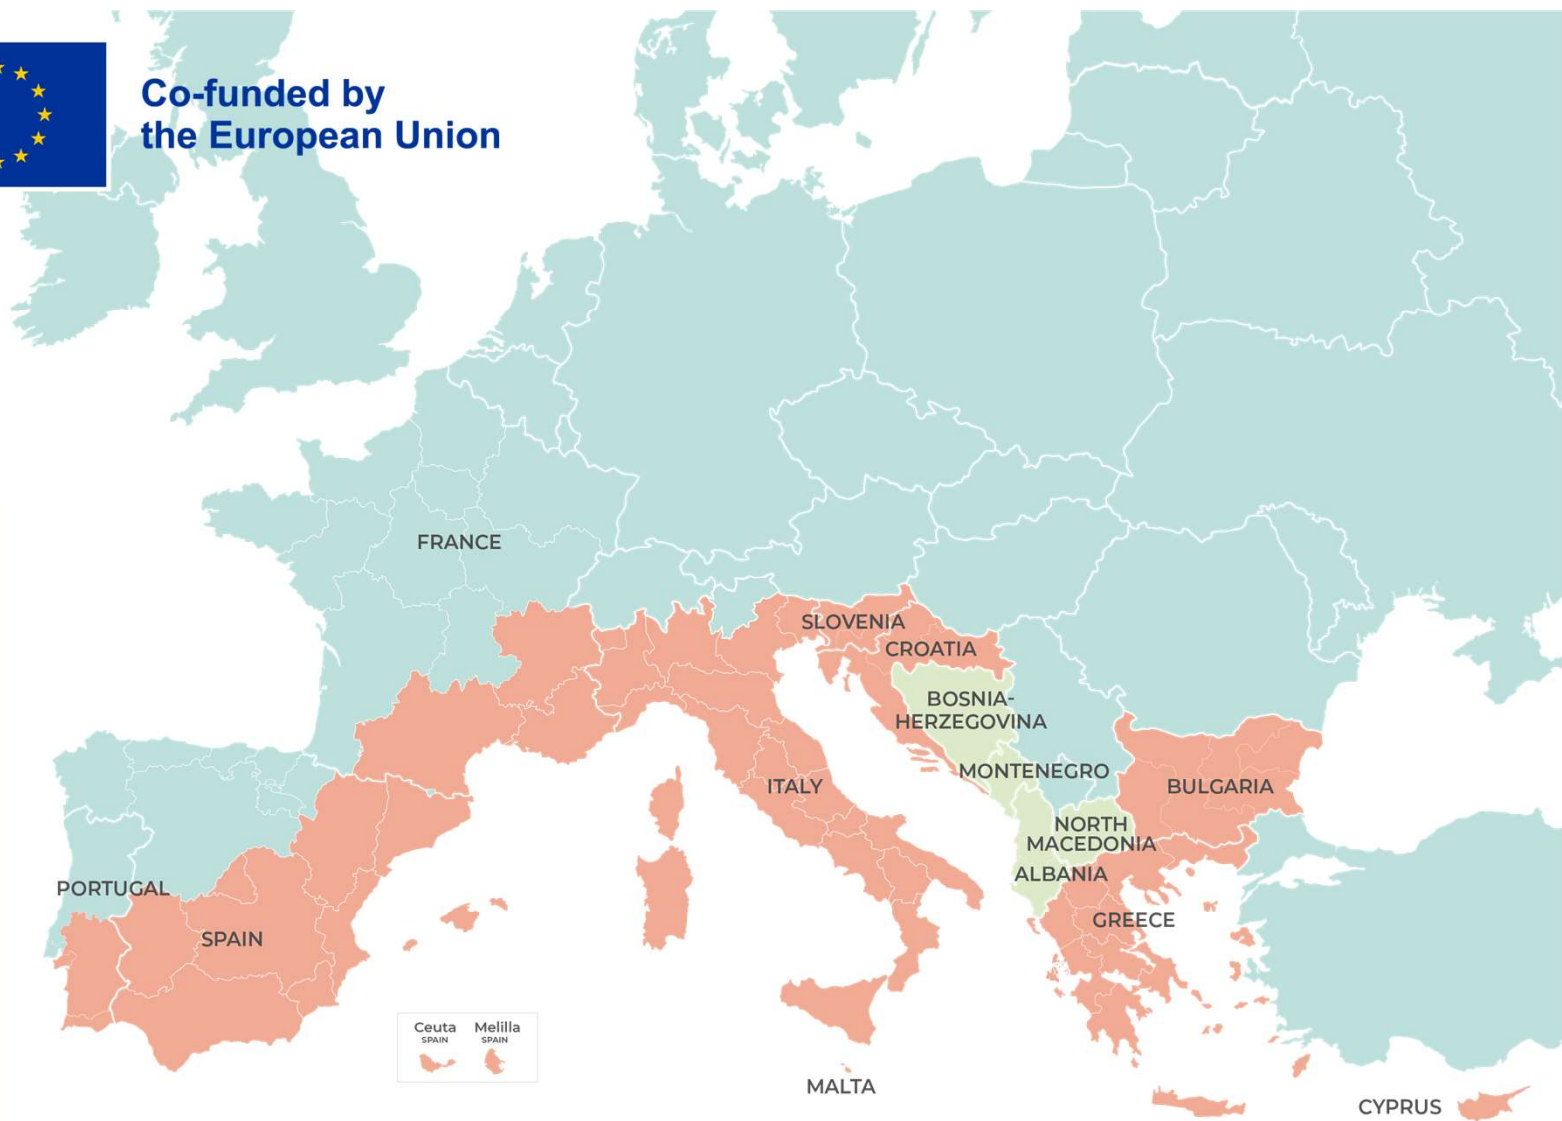 Co-funded by
the European Union
FRANCE
SLOVENIA
CROATIA
BOSNIA-
HERZEGOVINA
MONTENEGRO
ITALY
BULGARIA
NORTH
MACEDONIA
ALBANIA
PORTUGAL
GREECE
SPAIN
Ceuta
SPAIN
Melilla
SPAIN
MALTA
CYPRUS